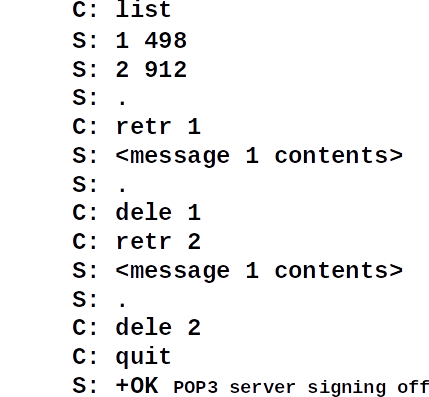 C: list
S: 1 498
S: 2 912
S: .
C: retr 1
S: <message 1 contents>
S: .
C: dele 1
C: retr 2
S: <message 1 contents>
S: .
C: dele 2
C: quit
S: +OK POP3 server signing off